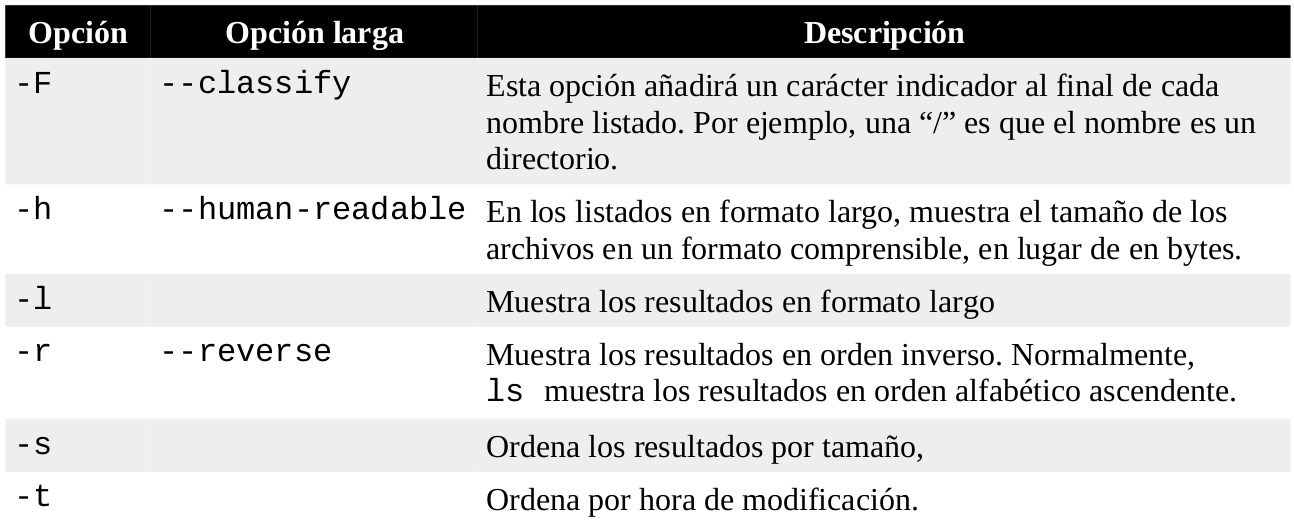 Opción Opción larga Descripción
-F --classify Esta opción añadirá un carácter indicador al final de cada
nombre listado. Por ejemplo, una “/” es que el nombre es un
directorio.
-h --human-readable En los listados en formato largo, muestra el tamaño de los
archivos en un formato comprensible, en lugar de en bytes.
-l Muestra los resultados en formato largo
-r --reverse Muestra los resultados en orden inverso. Normalmente,
ls muestra los resultados en orden alfabético ascendente.
-s Ordena los resultados por tamaño,
-t Ordena por hora de modificación.